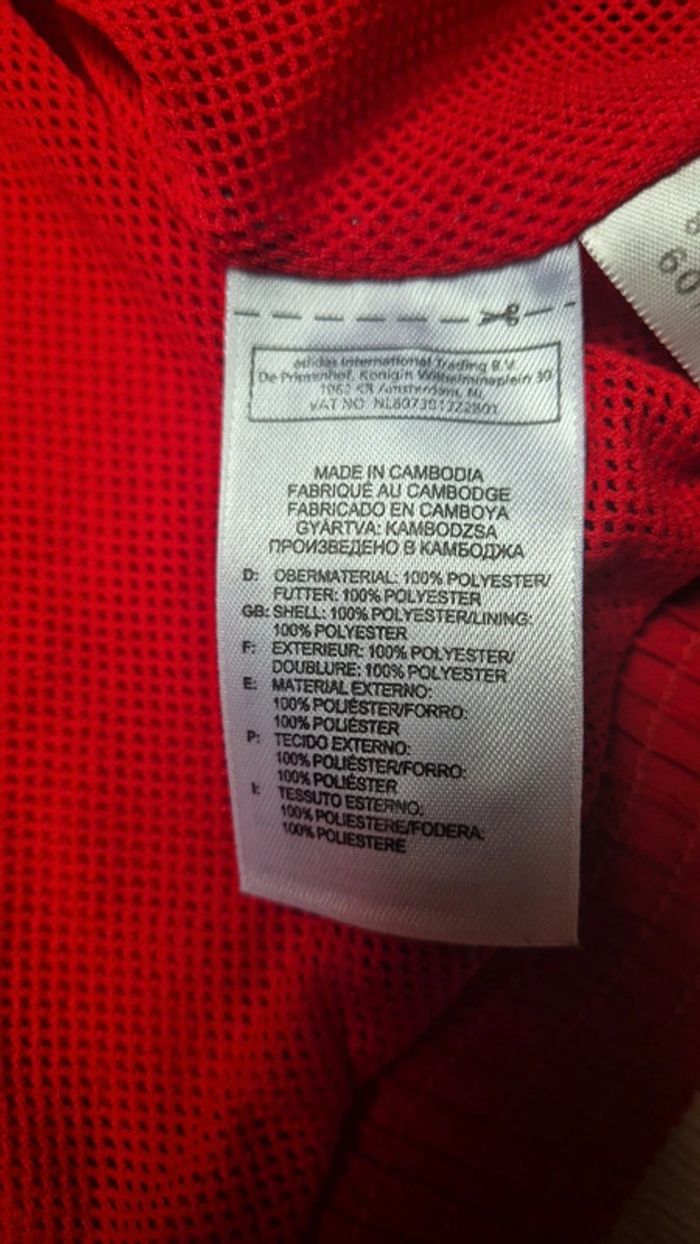 adidas International Trading B.V.
De Prinsenhof, Koningin Wilhelminaplein 30
1062 KR Amsterdam, NL
VAT NO NL807301322B01
MADE IN CAMBODIA
FABRIQUÉ AU CAMBODGE
FABRICADO EN CAMBOYA
GYÁRTVA: KAMBODZSA
ПРОИЗВЕДЕНО В КАМБОДЖА
D: OBERMATERIAL: 100% POLYESTER/
FUTTER: 100% POLYESTER
GB: SHELL: 100% POLYESTER/LINING:
100% POLYESTER
F: EXTERIEUR: 100% POLYESTER/
DOUBLURE: 100% POLYESTER
E: MATERIAL EXTERNO:
100% POLIÉSTER/FORRO:
100% POLIÉSTER
P: TECIDO EXTERNO:
100% POLIÉSTER/FORRO:
100% POLIÉSTER
I: TESSUTO ESTERNO:
100% POLIESTERE/FODERA:
100% POLIESTERE
60